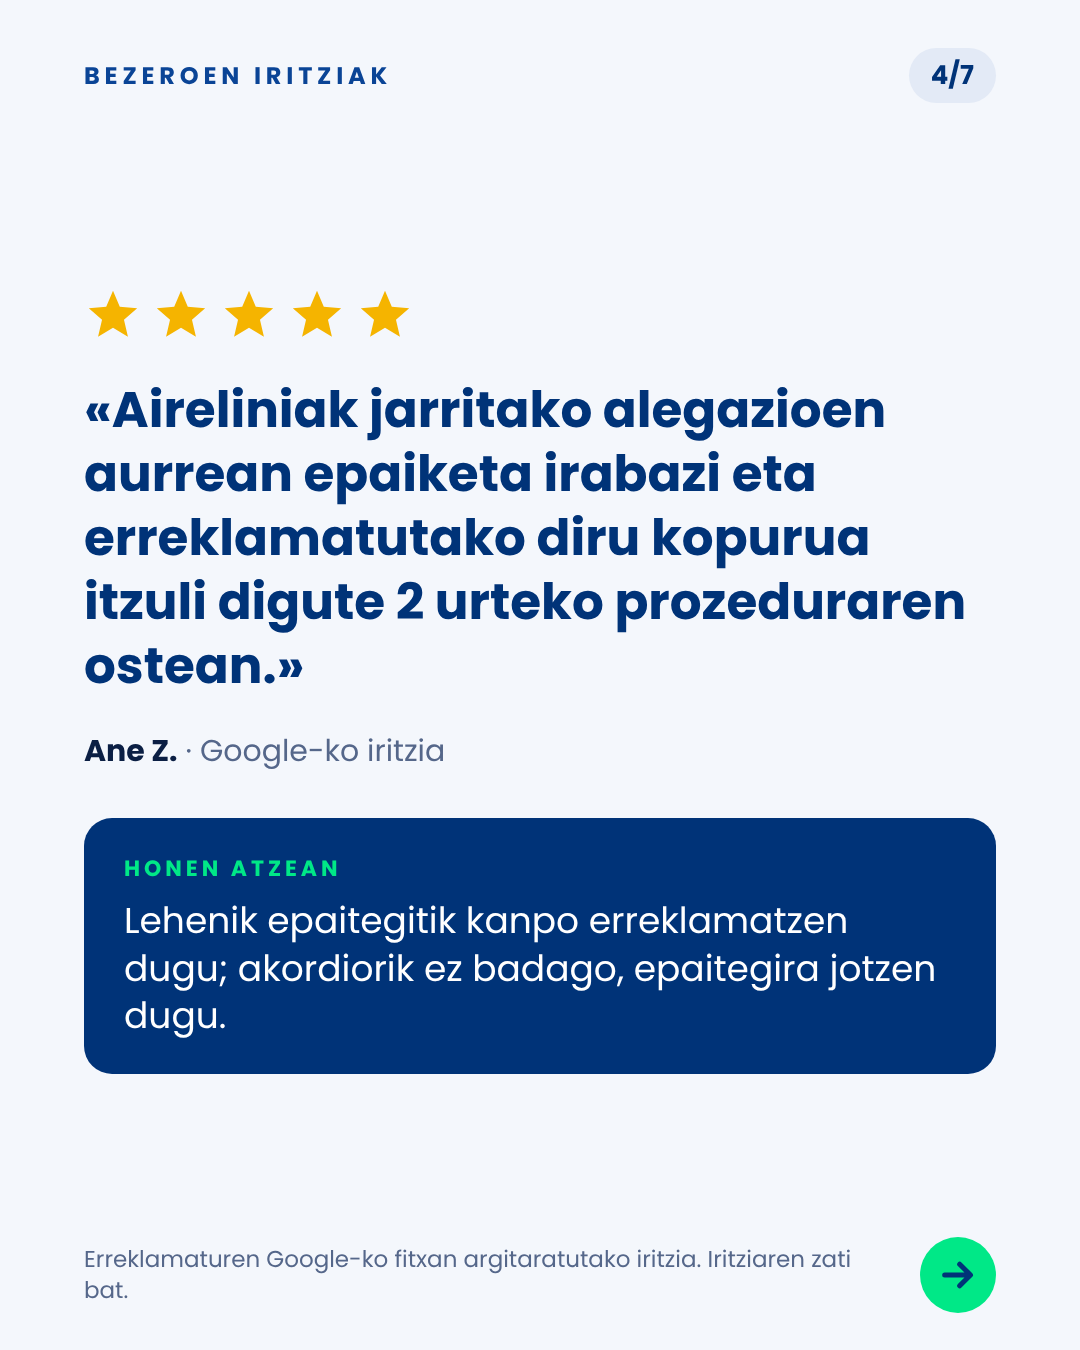 BEZEROEN IRITZIAK
4/7
«Aireliniak jarritako alegazioen
aurrean epaiketa irabazi eta
erreklamatutako diru kopurua
itzuli digute 2 urteko prozeduraren
ostean.»
Ane Z. · Google-ko iritzia
HONEN ATZEAN
Lehenik epaitegitik kanpo erreklamatzen
dugu; akordiorik ez badago, epaitegira jotzen
dugu.
Erreklamaturen Google-ko fitxan argitaratutako iritzia. Iritziaren zati
bat.